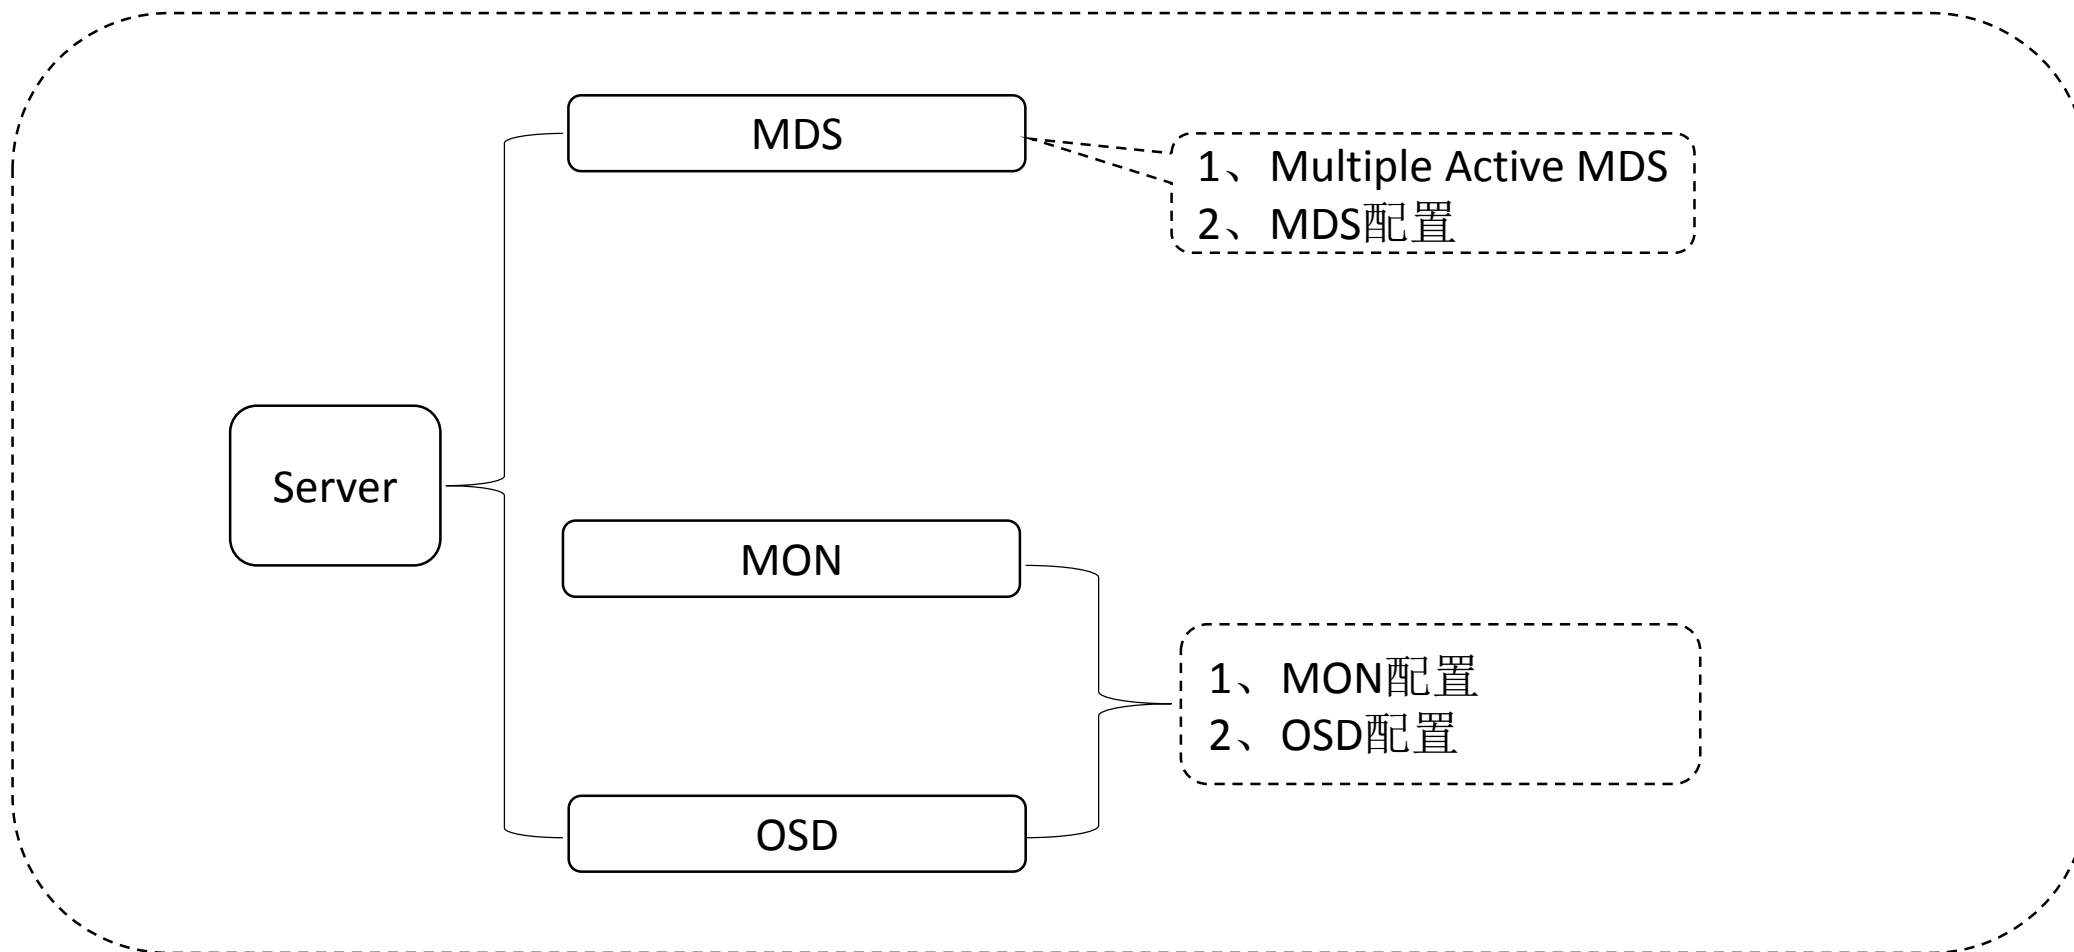 MDS
1、Multiple Active MDS
2、MDS配置
Server
MON
1、MON配置
2、OSD配置
OSD